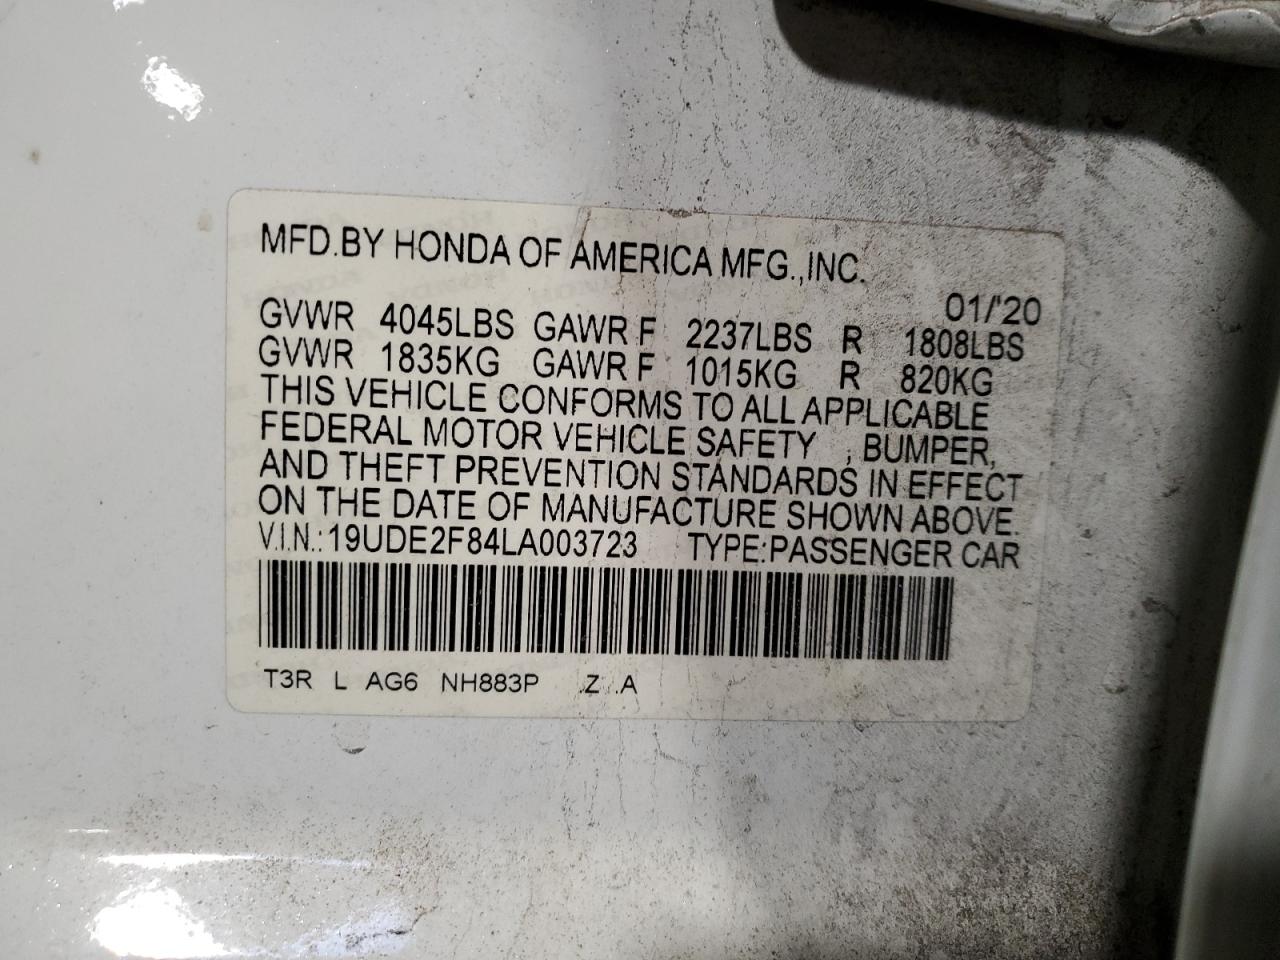 MFD.BY HONDA OF AMERICA MFG.,INC.
01/'20
GVWR 4045LBS GAWR F 2237LBS R 1808LBS
GVWR 1835KG GAWR F 1015KG R 820KG
THIS VEHICLE CONFORMS TO ALL APPLICABLE
FEDERAL MOTOR VEHICLE SAFETY , BUMPER,
AND THEFT PREVENTION STANDARDS IN EFFECT
ON THE DATE OF MANUFACTURE SHOWN ABOVE.
V.I.N.:19UDE2F84LA003723 TYPE:PASSENGER CAR
T3R L AG6 NH883P Z A